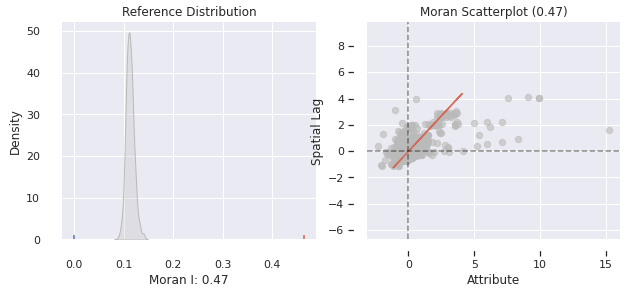 Reference Distribution
Density
50
40
30
20
10
0
0.0 0.1 0.2 0.3 0.4
Moran I: 0.47
Moran Scatterplot (0.47)
Spatial Lag
8
6
4
2
0
−2
−4
−6
0 5 10 15
Attribute